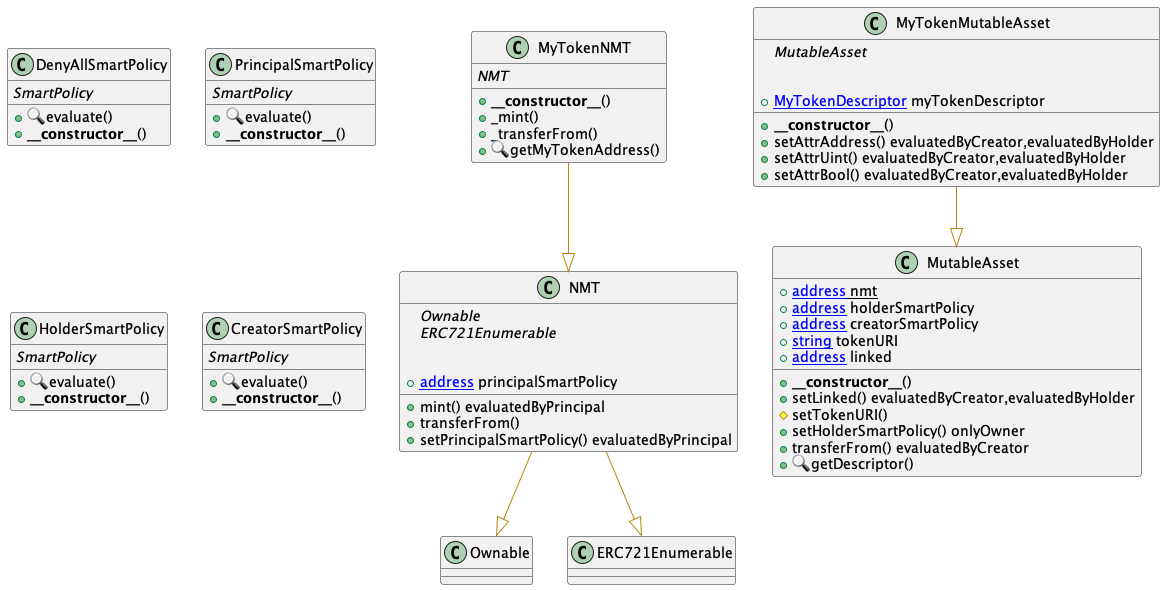 C DenyAllSmartPolicy
SmartPolicy
evaluate()
__constructor__()
C PrincipalSmartPolicy
SmartPolicy
evaluate()
__constructor__()
C MyTokenNMT
NMT
__constructor__()
_mint()
_transferFrom()
getMyTokenAddress()
C MyTokenMutableAsset
MutableAsset
MyTokenDescriptor myTokenDescriptor
__constructor__()
setAttrAddress() evaluatedByCreator,evaluatedByHolder
setAttrUint() evaluatedByCreator,evaluatedByHolder
setAttrBool() evaluatedByCreator,evaluatedByHolder
C HolderSmartPolicy
SmartPolicy
evaluate()
__constructor__()
C CreatorSmartPolicy
SmartPolicy
evaluate()
__constructor__()
C NMT
Ownable
ERC721Enumerable
address principalSmartPolicy
mint() evaluatedByPrincipal
transferFrom()
setPrincipalSmartPolicy() evaluatedByPrincipal
C MutableAsset
address nmt
address holderSmartPolicy
address creatorSmartPolicy
string tokenURI
address linked
__constructor__()
setLinked() evaluatedByCreator,evaluatedByHolder
setTokenURI()
setHolderSmartPolicy() onlyOwner
transferFrom() evaluatedByCreator
getDescriptor()
C Ownable
C ERC721Enumerable